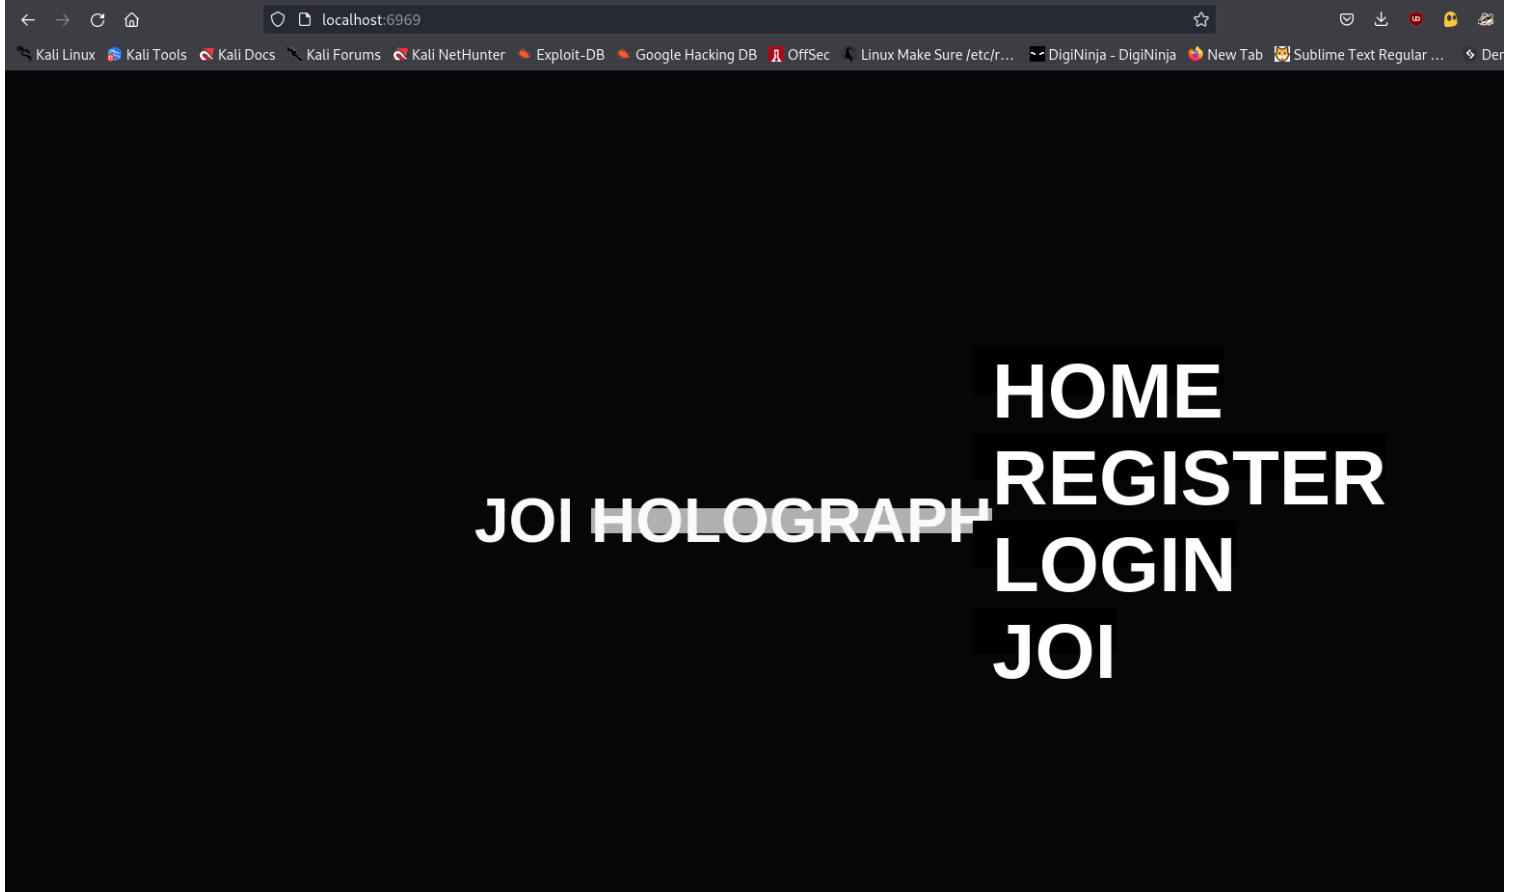 localhost:6969
Kali Linux Kali Tools Kali Docs Kali Forums Kali NetHunter Exploit-DB Google Hacking DB OffSec Linux Make Sure /etc/r... DigiNinja - DigiNinja New Tab Sublime Text Regular ... Der
HOME
REGISTER
JOI HOLOGRAPH
LOGIN
JOI